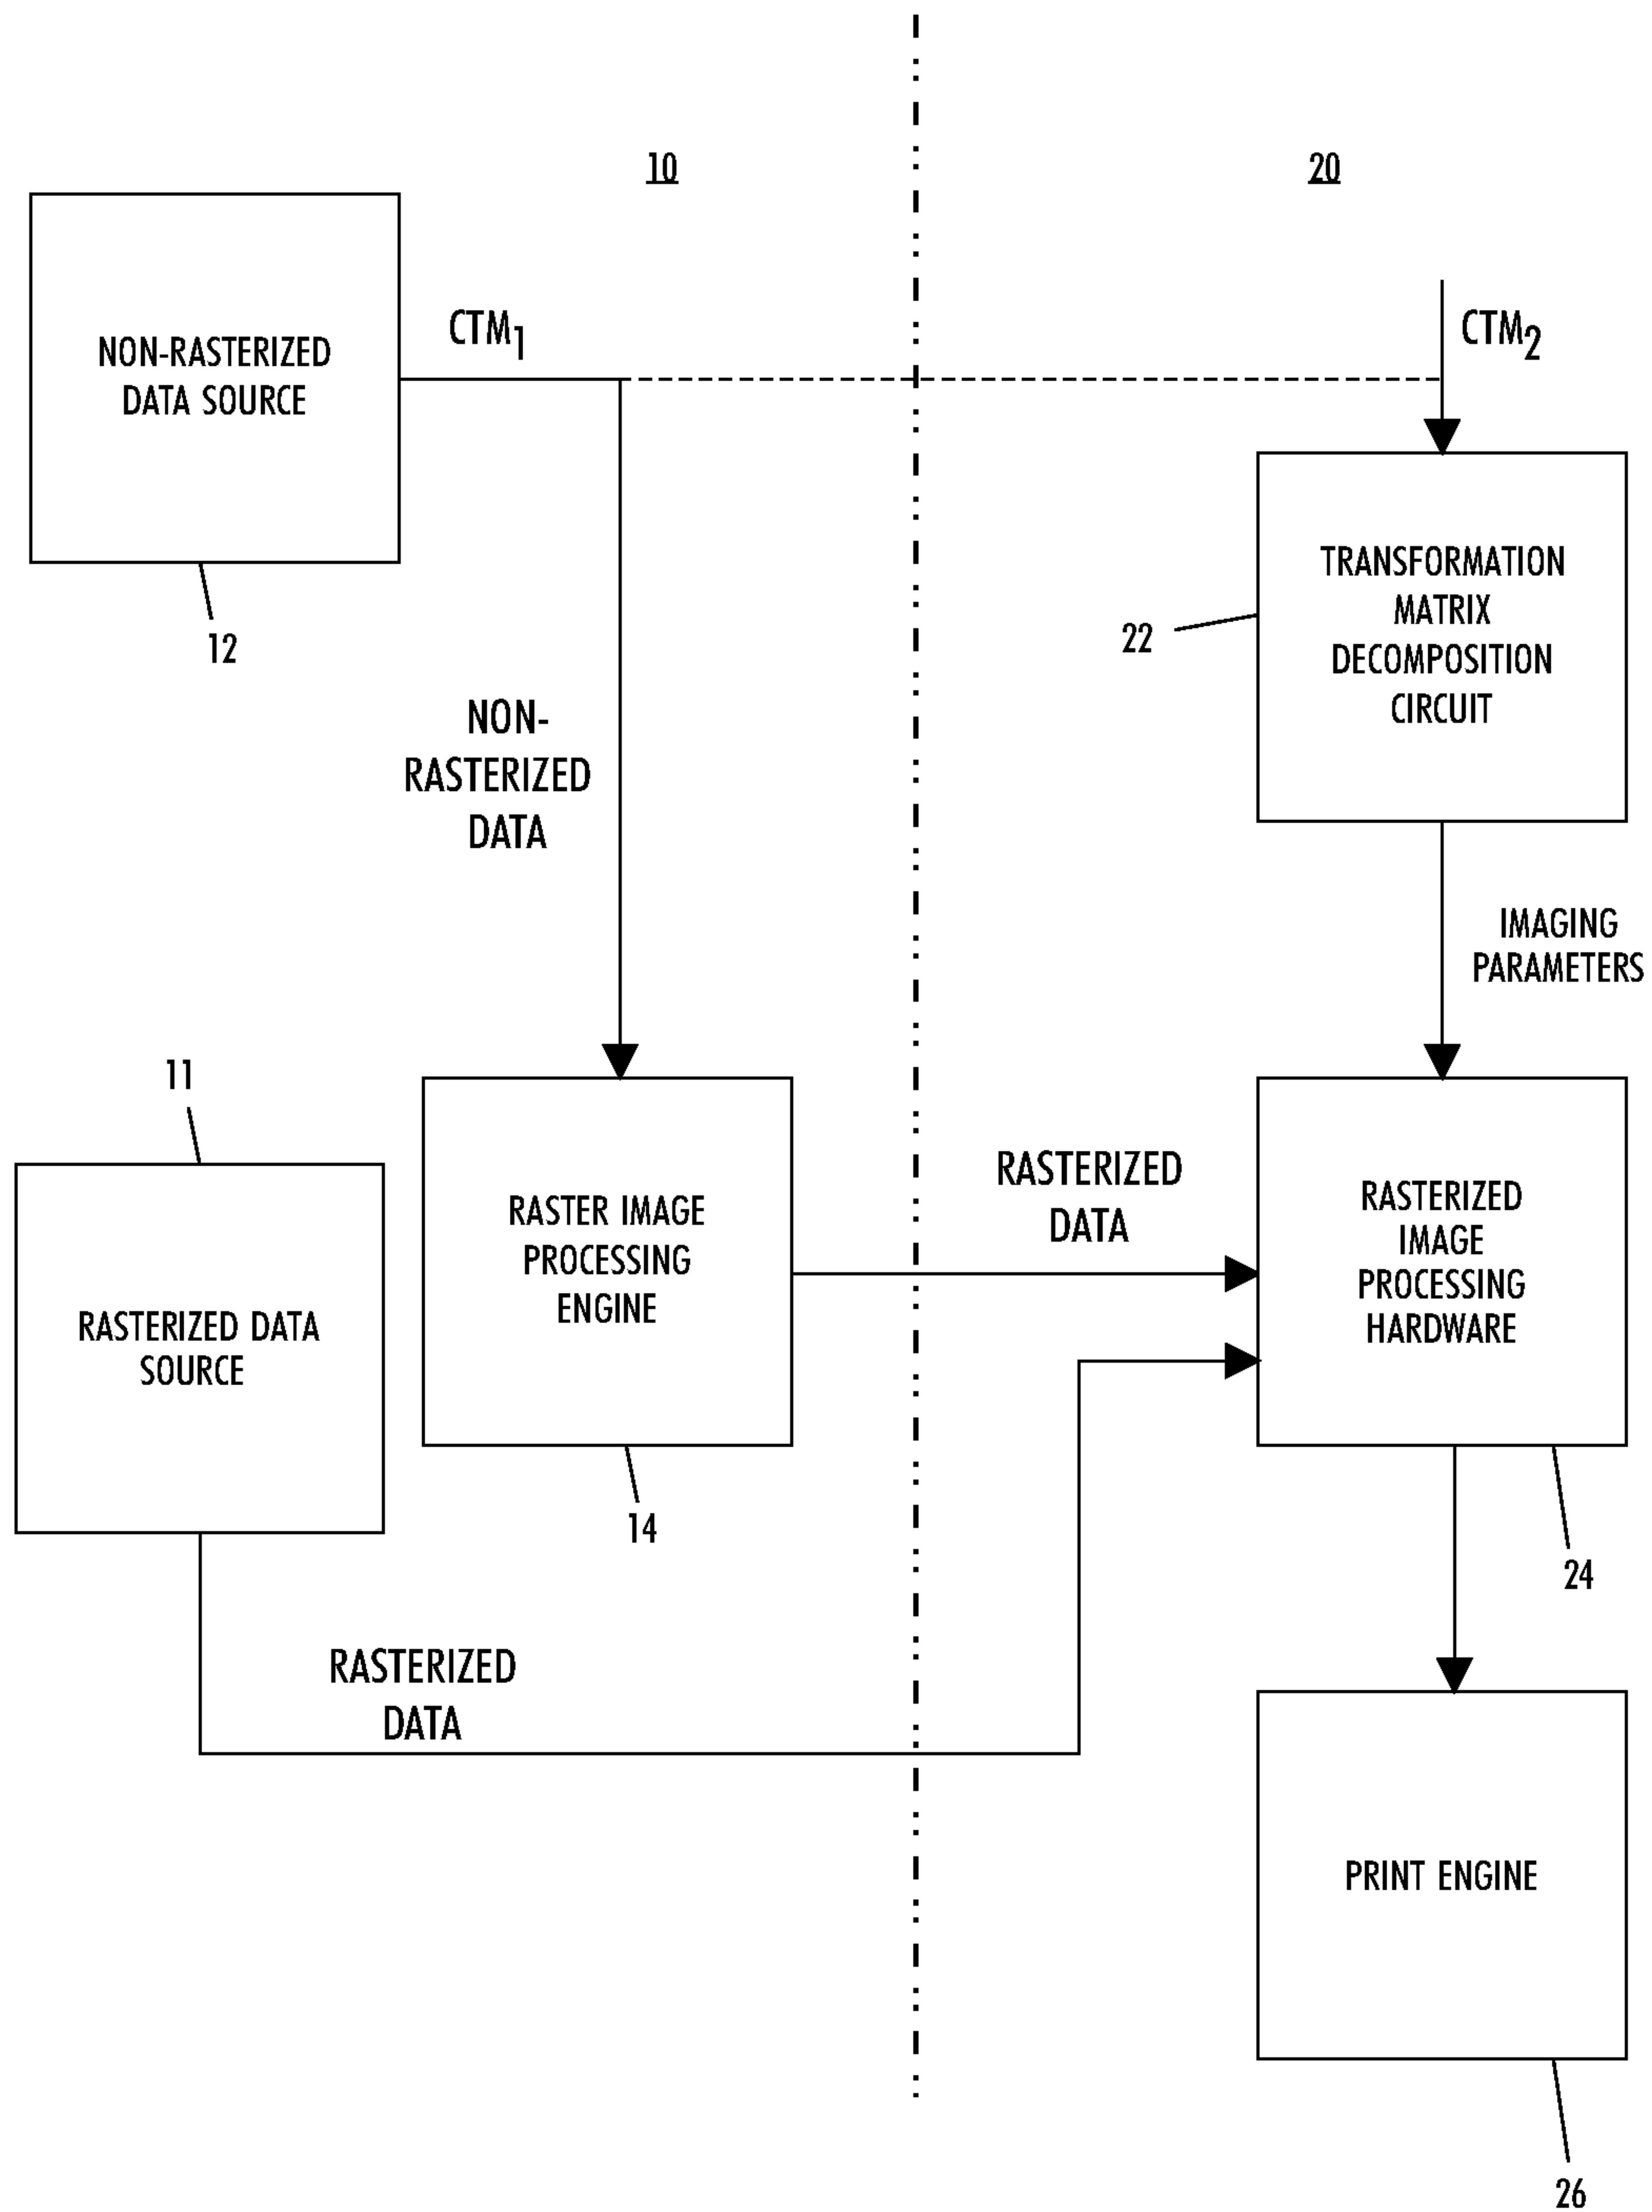 10
20
NON-RASTERIZED
DATA SOURCE
CTM1
CTM2
12
TRANSFORMATION
MATRIX
DECOMPOSITION
CIRCUIT
22
NON-
RASTERIZED
DATA
IMAGING
PARAMETERS
11
RASTERIZED DATA
SOURCE
RASTER IMAGE
PROCESSING
ENGINE
14
RASTERIZED
DATA
RASTERIZED
IMAGE
PROCESSING
HARDWARE
24
RASTERIZED
DATA
PRINT ENGINE
26